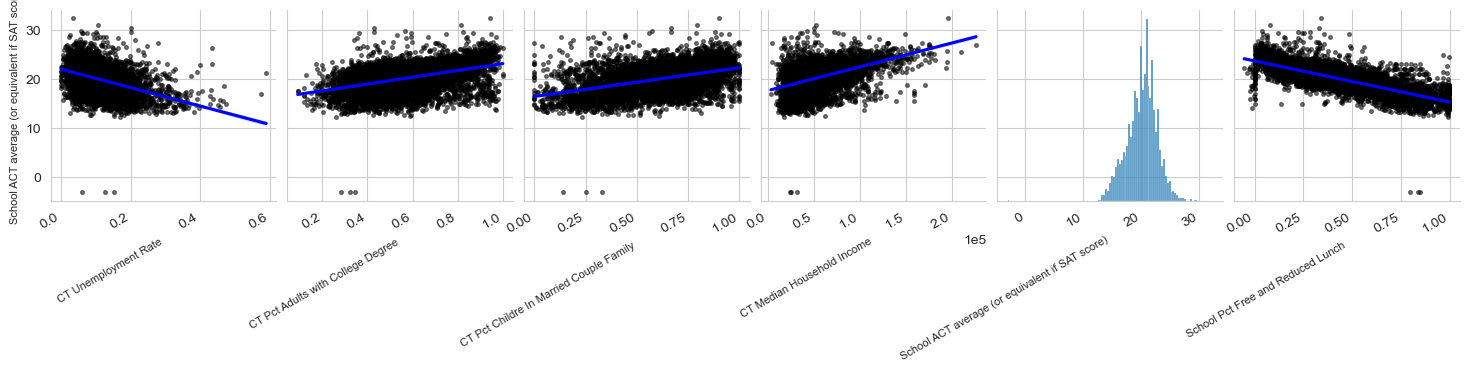 School ACT average (or equivalent if SAT sco
30
20
10
0
0.0 0.2 0.4 0.6
CT Unemployment Rate
0.2 0.4 0.6 0.8 1.0
CT Pct Adults with College Degree
0.00 0.25 0.50 0.75 1.00
CT Pct Childre In Married Couple Family
0.0 0.5 1.0 1.5 2.0
1e5
CT Median Household Income
0 10 20 30
School ACT average (or equivalent if SAT score)
0.00 0.25 0.50 0.75 1.00
School Pct Free and Reduced Lunch